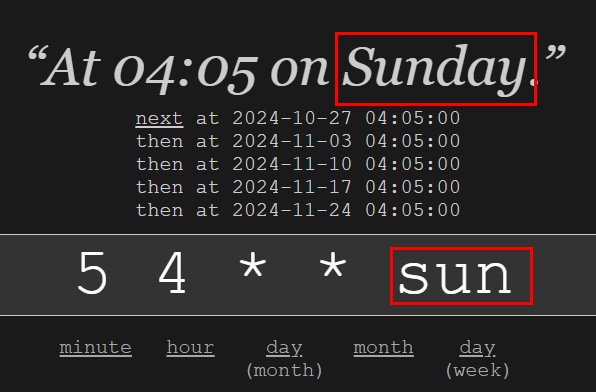 “At 04:05 on Sunday.”
next at 2024-10-27 04:05:00
then at 2024-11-03 04:05:00
then at 2024-11-10 04:05:00
then at 2024-11-17 04:05:00
then at 2024-11-24 04:05:00
5 4 * * sun
minute hour day month day
(month) (week)